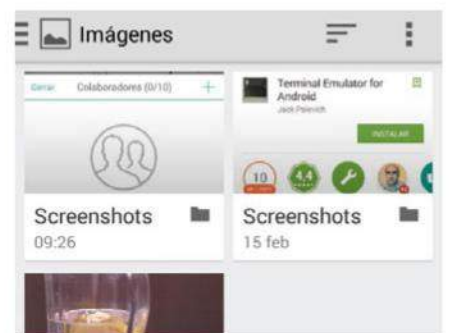 Imágenes
Cerrar Colaboradores (0/10) +
Terminal Emulator for
Android
Jack Palevich
INSTALAR
10
4,4
Screenshots
09:26
Screenshots
15 feb